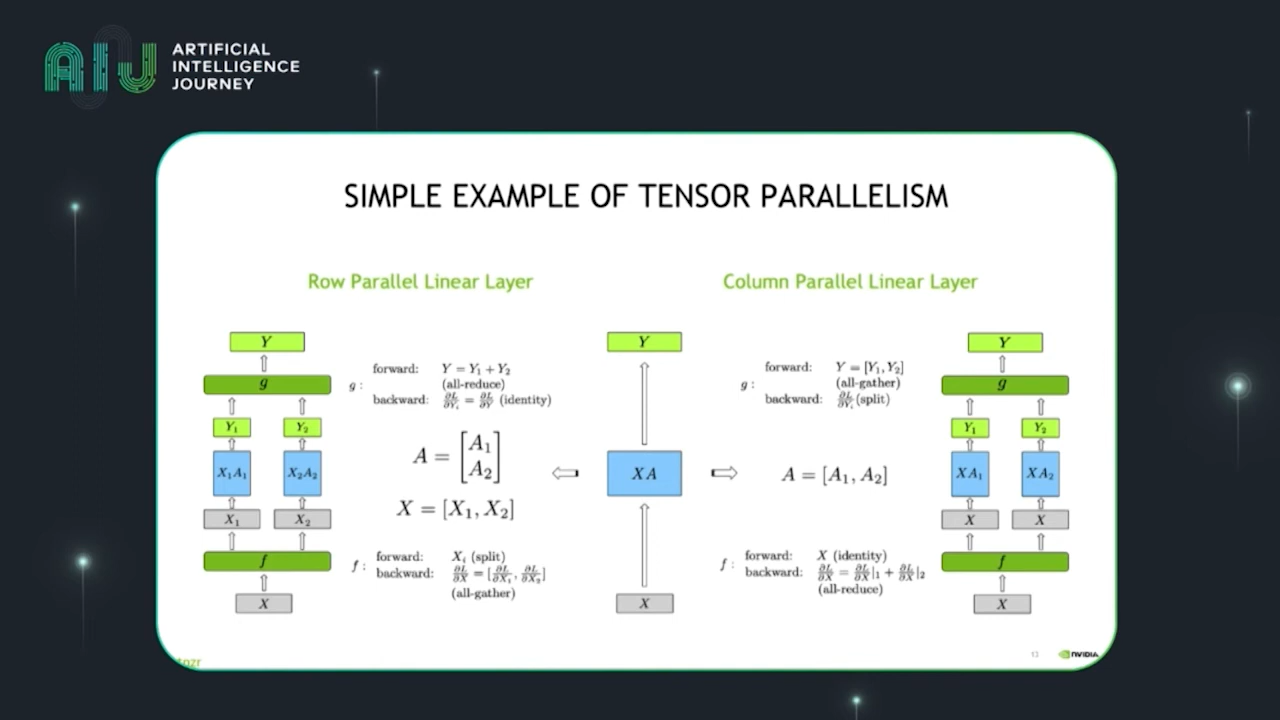 ARTIFICIAL
INTELLIGENCE
JOURNEY
SIMPLE EXAMPLE OF TENSOR PARALLELISM
Row Parallel Linear Layer
Y
g
Y₁ Y₂
X₁A₁ X₂A₂
X₁ X₂
f
X
g : forward: Y = Y₁ + Y₂
(all-reduce)
backward: ∂L/∂Yᵢ = ∂L/∂Y (identity)
A = [A₁
A₂]
X = [X₁, X₂]
f : forward: Xᵢ (split)
backward: ∂L/∂X = [∂L/∂X₁, ∂L/∂X₂]
(all-gather)
Y
XA
X
Column Parallel Linear Layer
g : forward: Y = [Y₁, Y₂]
(all-gather)
backward: ∂L/∂Yᵢ (split)
A = [A₁, A₂]
f : forward: X (identity)
backward: ∂L/∂X = ∂L/∂X|₁ + ∂L/∂X|₂
(all-reduce)
Y
g
Y₁ Y₂
XA₁ XA₂
X X
f
X
NVIDIA